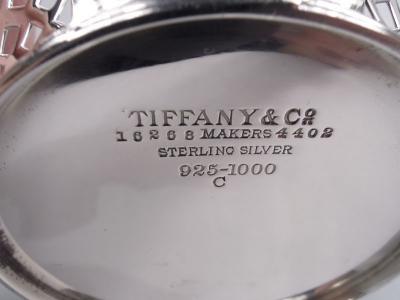 TIFFANY & Co
16268 MAKERS 4402
STERLING SILVER
925-1000
C